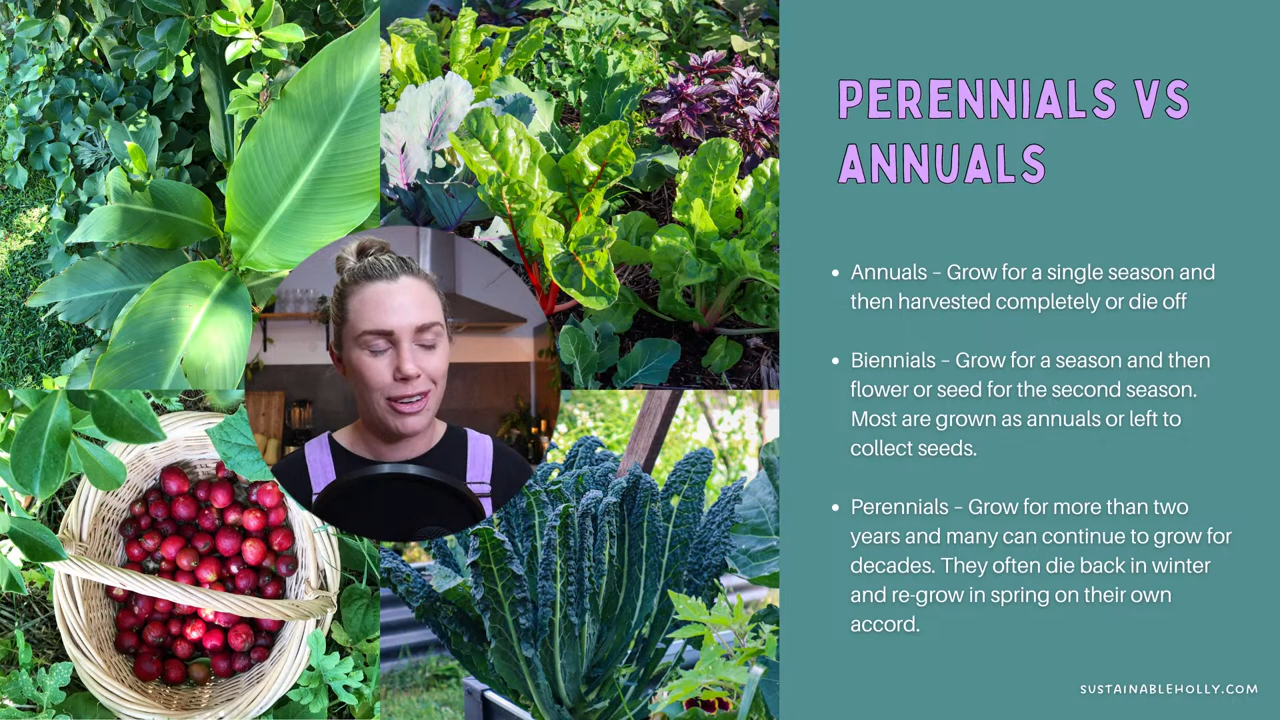 PERENNIALS VS
ANNUALS
• Annuals – Grow for a single season and
then harvested completely or die off
• Biennials – Grow for a season and then
flower or seed for the second season.
Most are grown as annuals or left to
collect seeds.
• Perennials – Grow for more than two
years and many can continue to grow for
decades. They often die back in winter
and re-grow in spring on their own
accord.
SUSTAINABLEHOLLY.COM